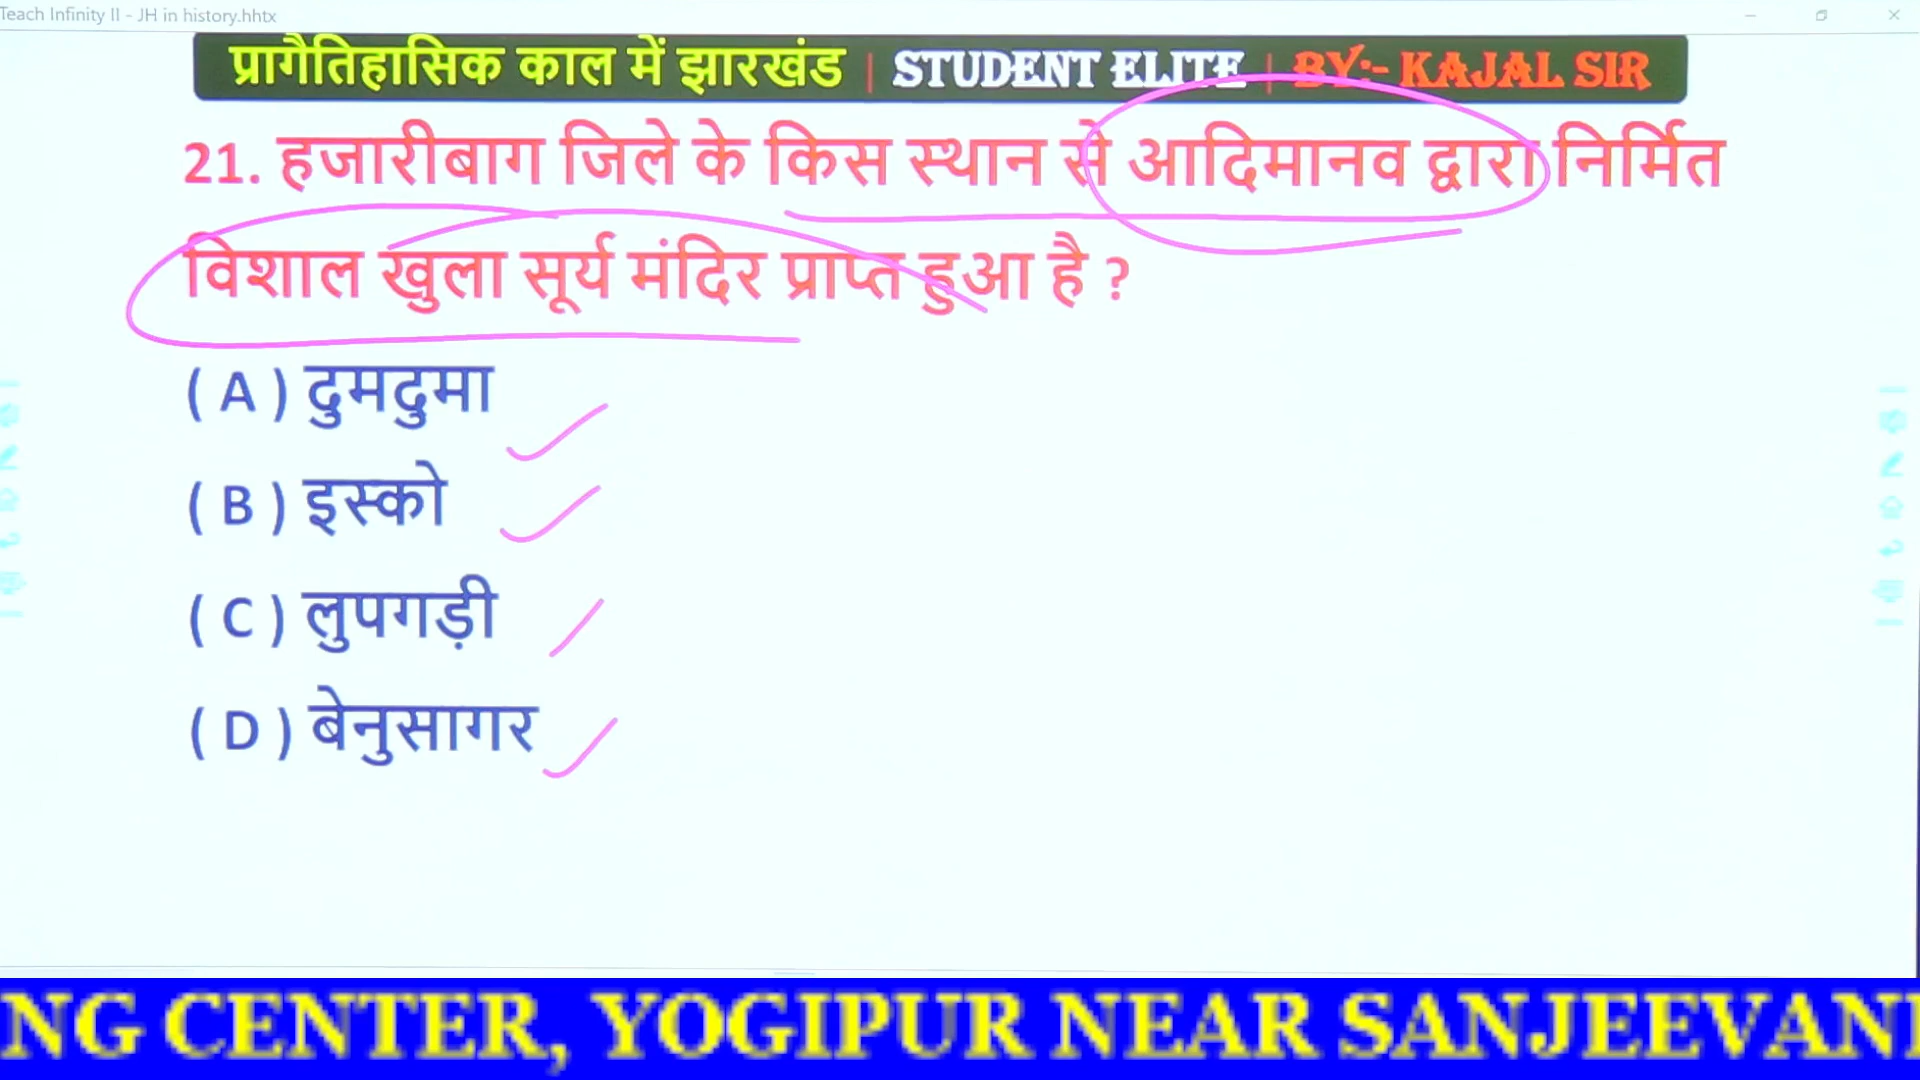 Teach Infinity II - JH in history.hhtx
प्रागैतिहासिक काल में झारखंड | STUDENT ELITE | BY:- KAJAL SIR
21. हजारीबाग जिले के किस स्थान से आदिमानव द्वारा निर्मित
विशाल खुला सूर्य मंदिर प्राप्त हुआ है ?
( A ) दुमदुमा
( B ) इस्को
( C ) लुपगड़ी
( D ) बेनुसागर
NG CENTER, YOGIPUR NEAR SANJEEVANI